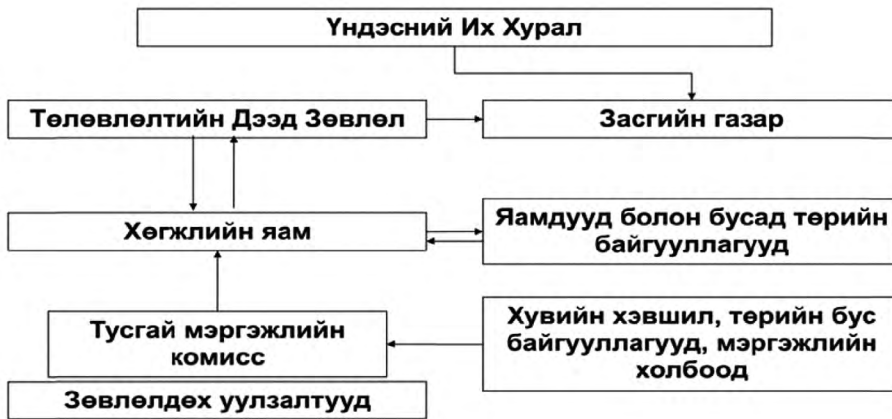 Үндэсний Их Хурал
Төлөвлөлтийн Дээд Зөвлөл
Засгийн газар
Хөгжлийн яам
Яамдууд болон бусад төрийн
байгууллагууд
Тусгай мэргэжлийн
комисс
Хувийн хэвшил, төрийн бус
байгууллагууд, мэргэжлийн
холбоод
Зөвлөлдөх уулзалтууд